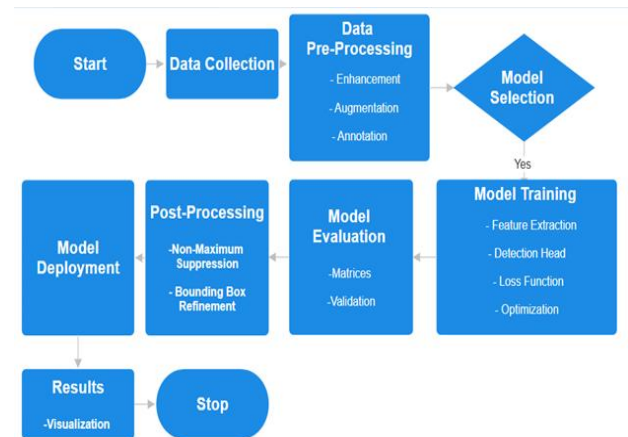 Start
Data Collection
Data
Pre-Processing
- Enhancement
- Augmentation
- Annotation
Model
Selection
Yes
Model Training
- Feature Extraction
- Detection Head
- Loss Function
- Optimization
Model
Evaluation
-Matrices
-Validation
Post-Processing
-Non-Maximum
Suppression
- Bounding Box
Refinement
Model
Deployment
Results
-Visualization
Stop